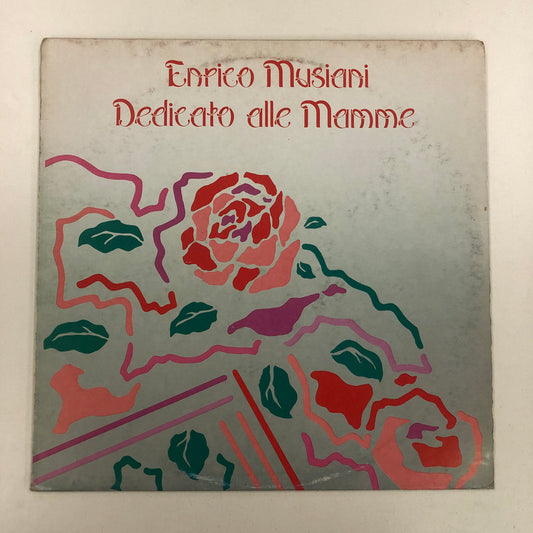 Enrico Musiani
Dedicato alle Mamme